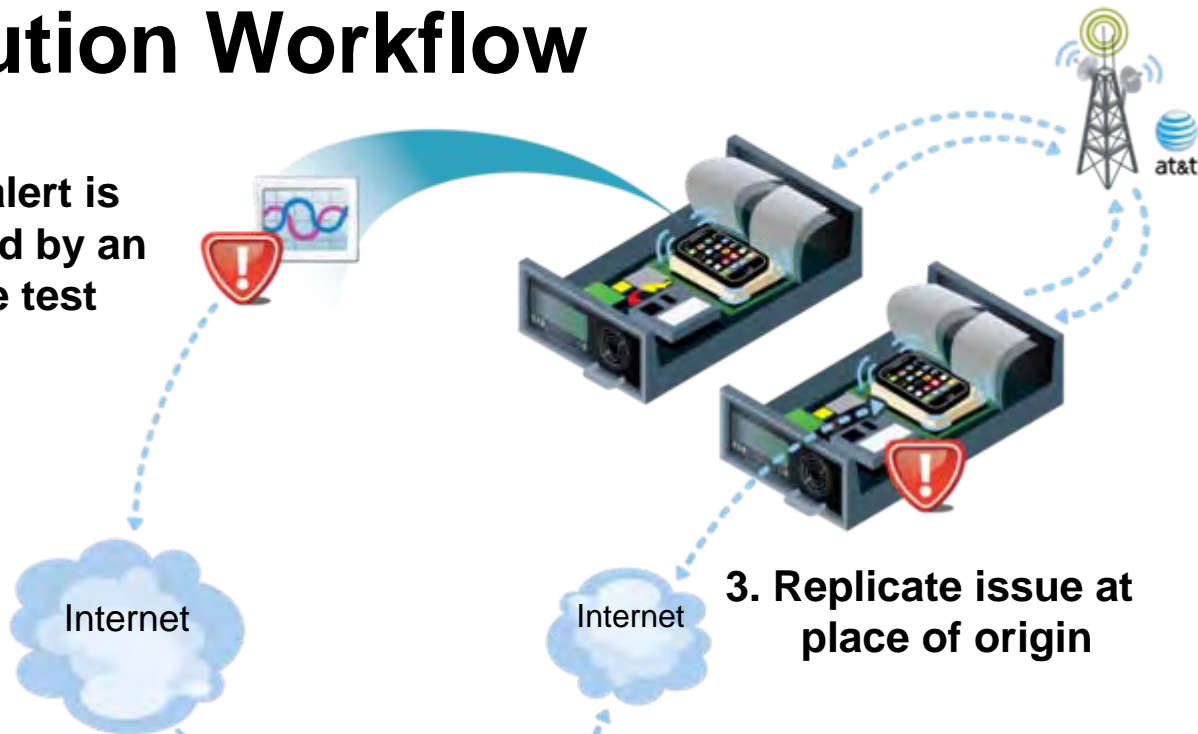 ution Workflow
alert is
d by an
e test
at&t
Internet
Internet
3. Replicate issue at
place of origin